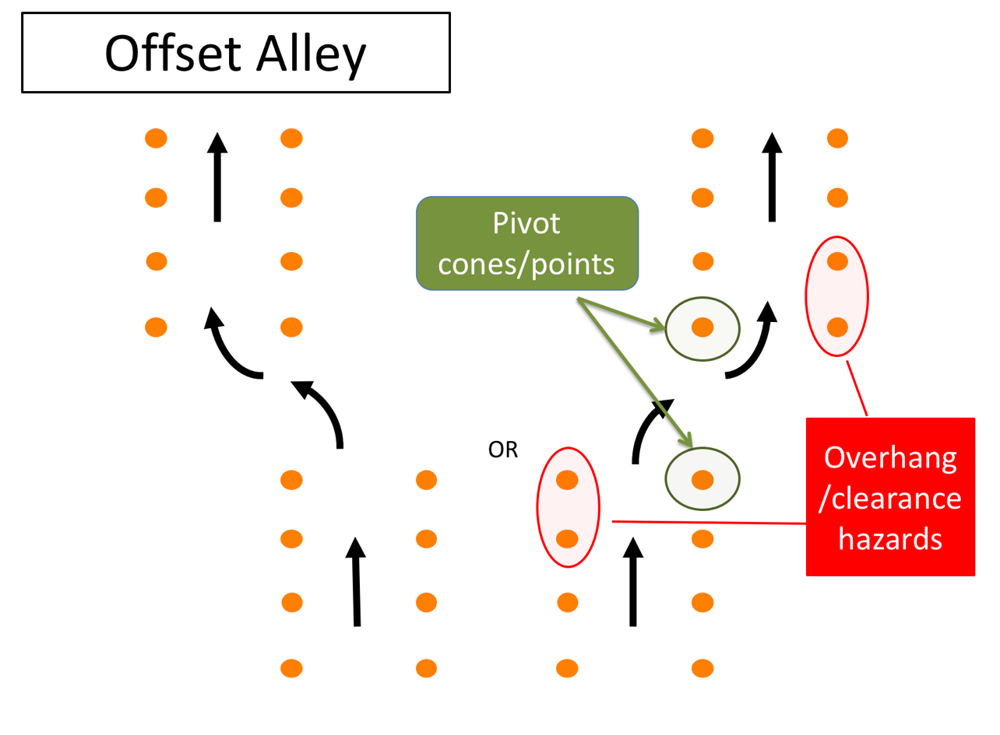 Offset Alley
Pivot
cones/points
OR
Overhang
/clearance
hazards